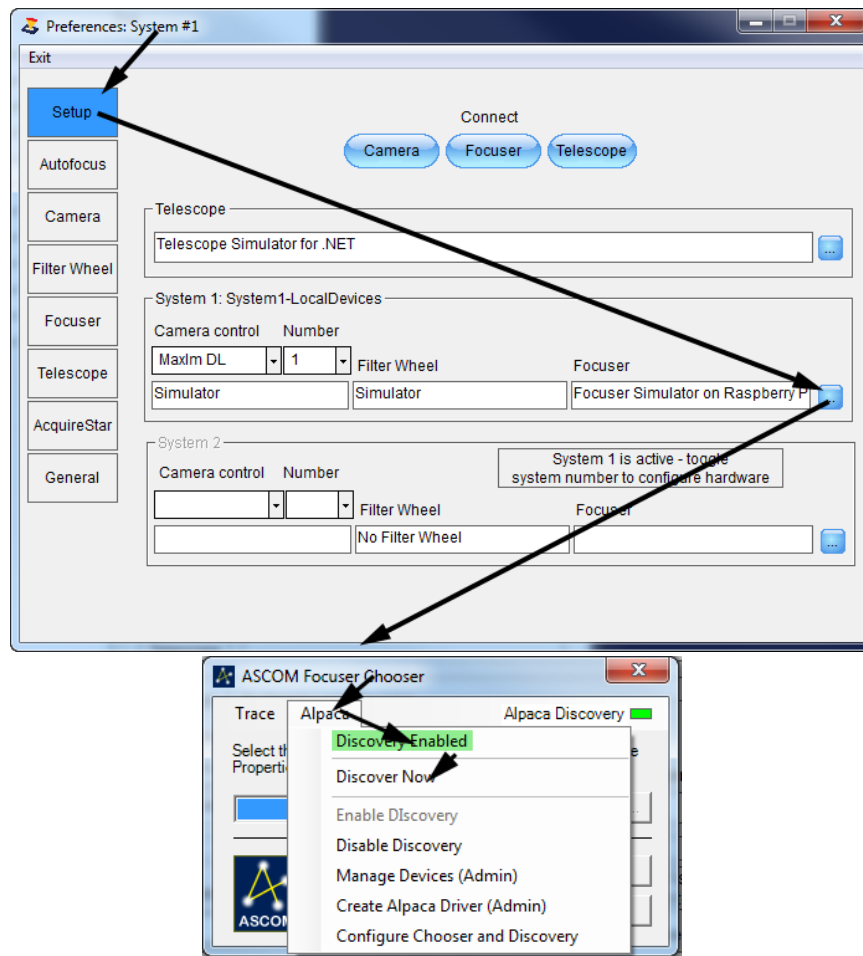 Preferences: System #1
Exit
Setup
Autofocus
Camera
Filter Wheel
Focuser
Telescope
AcquireStar
General
Connect
Camera Focuser Telescope
Telescope
Telescope Simulator for .NET
...
System 1: System1-LocalDevices
Camera control Number
MaxIm DL 1 Filter Wheel Focuser
Simulator Simulator Focuser Simulator on Raspberry P
...
System 2
System 1 is active - toggle
system number to configure hardware
Camera control Number
Filter Wheel Focuser
No Filter Wheel
...
ASCOM Focuser Chooser
Trace Alpaca Alpaca Discovery
Select th
Properti
Discovery Enabled
Discover Now
Enable DIscovery
Disable Discovery
Manage Devices (Admin)
Create Alpaca Driver (Admin)
Configure Chooser and Discovery
ASCO